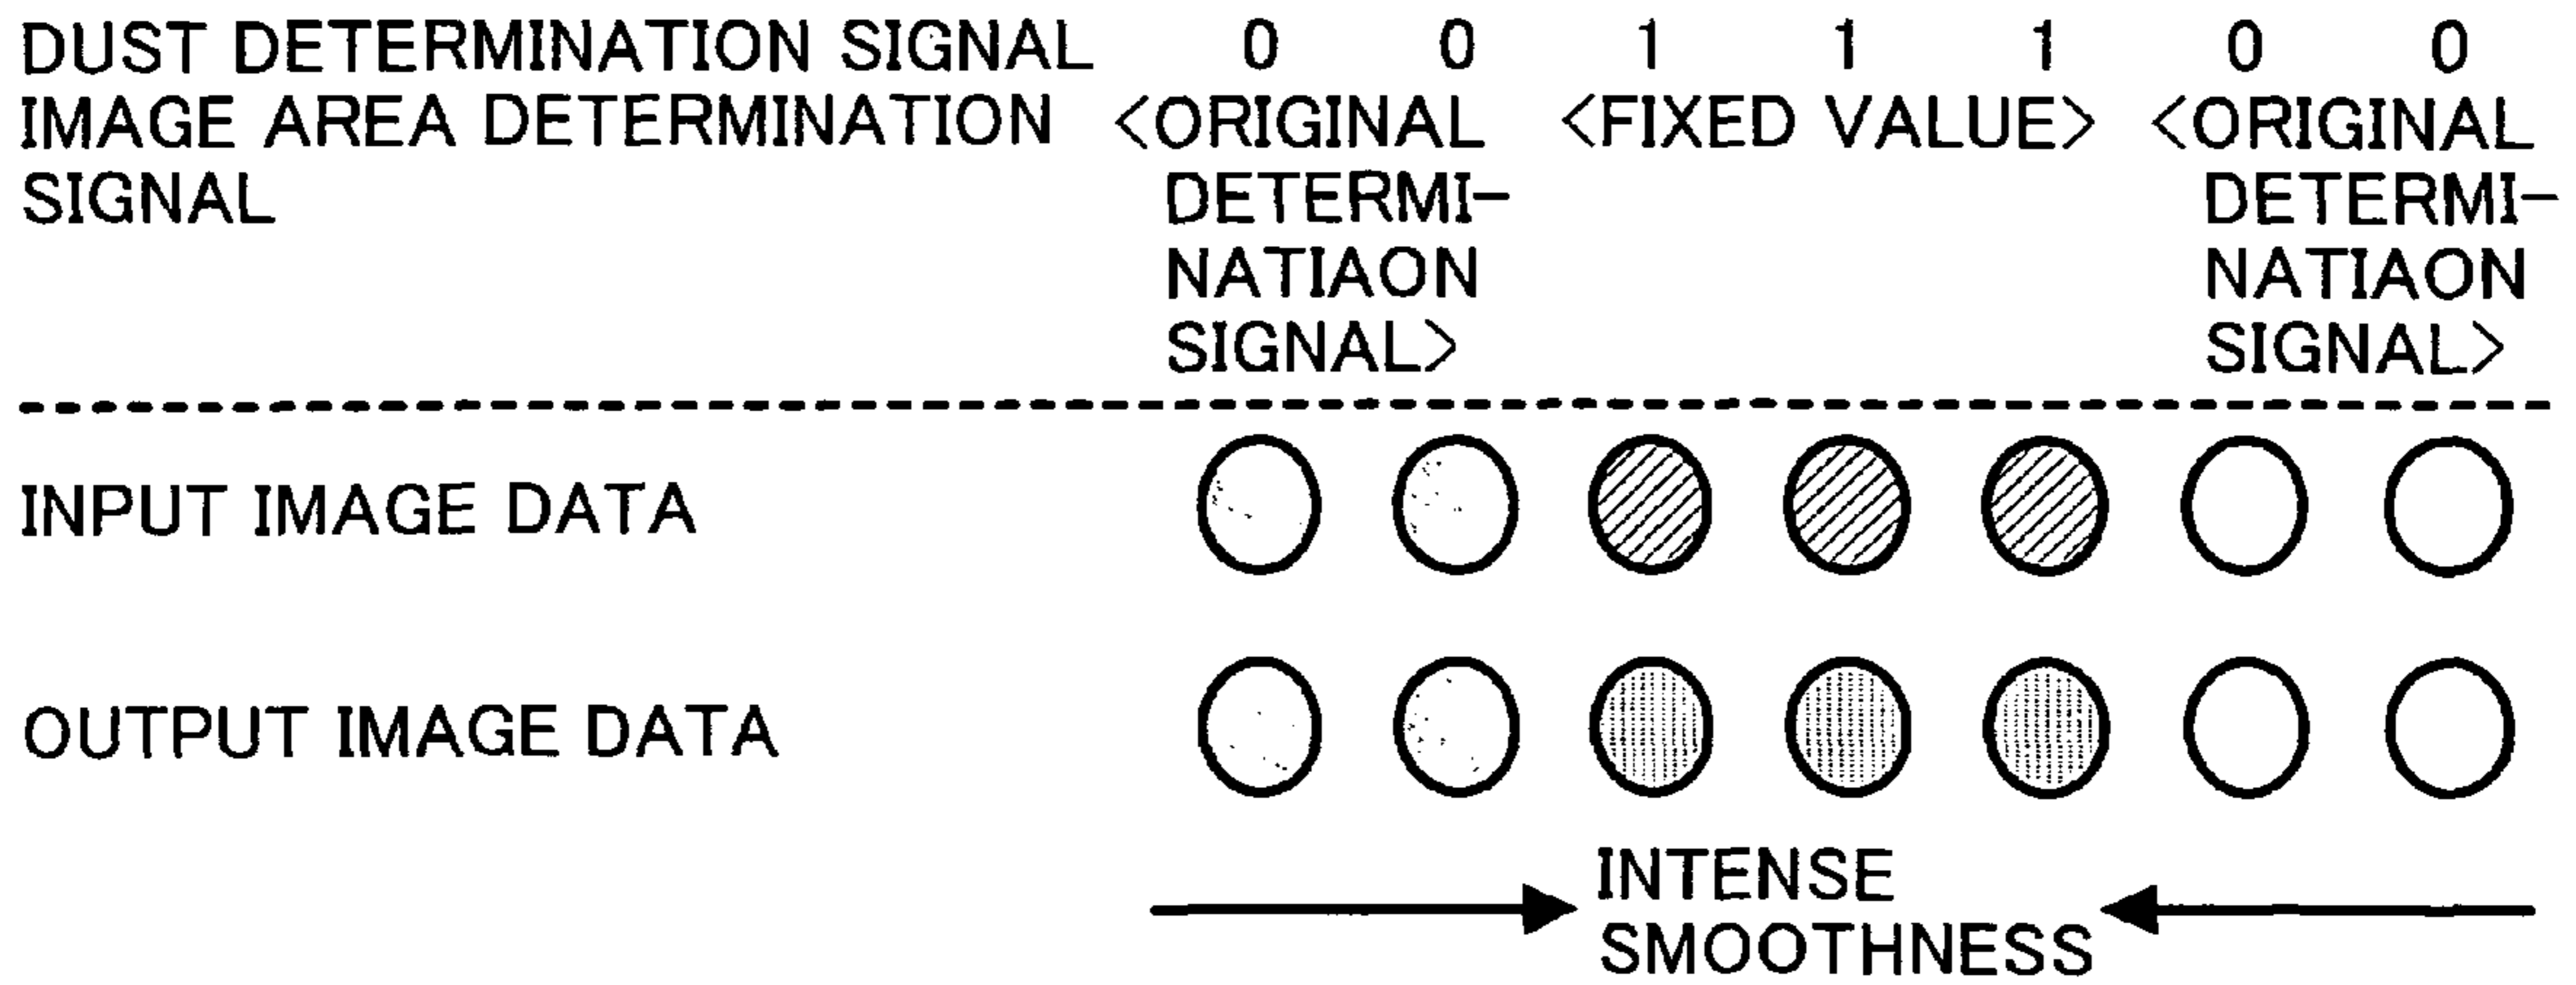 DUST DETERMINATION SIGNAL 0 0 1 1 1 0 0
IMAGE AREA DETERMINATION <ORIGINAL <FIXED VALUE> <ORIGINAL
SIGNAL DETERMI- DETERMI-
NATIAON NATIAON
SIGNAL> SIGNAL>
INPUT IMAGE DATA
OUTPUT IMAGE DATA
INTENSE
SMOOTHNESS